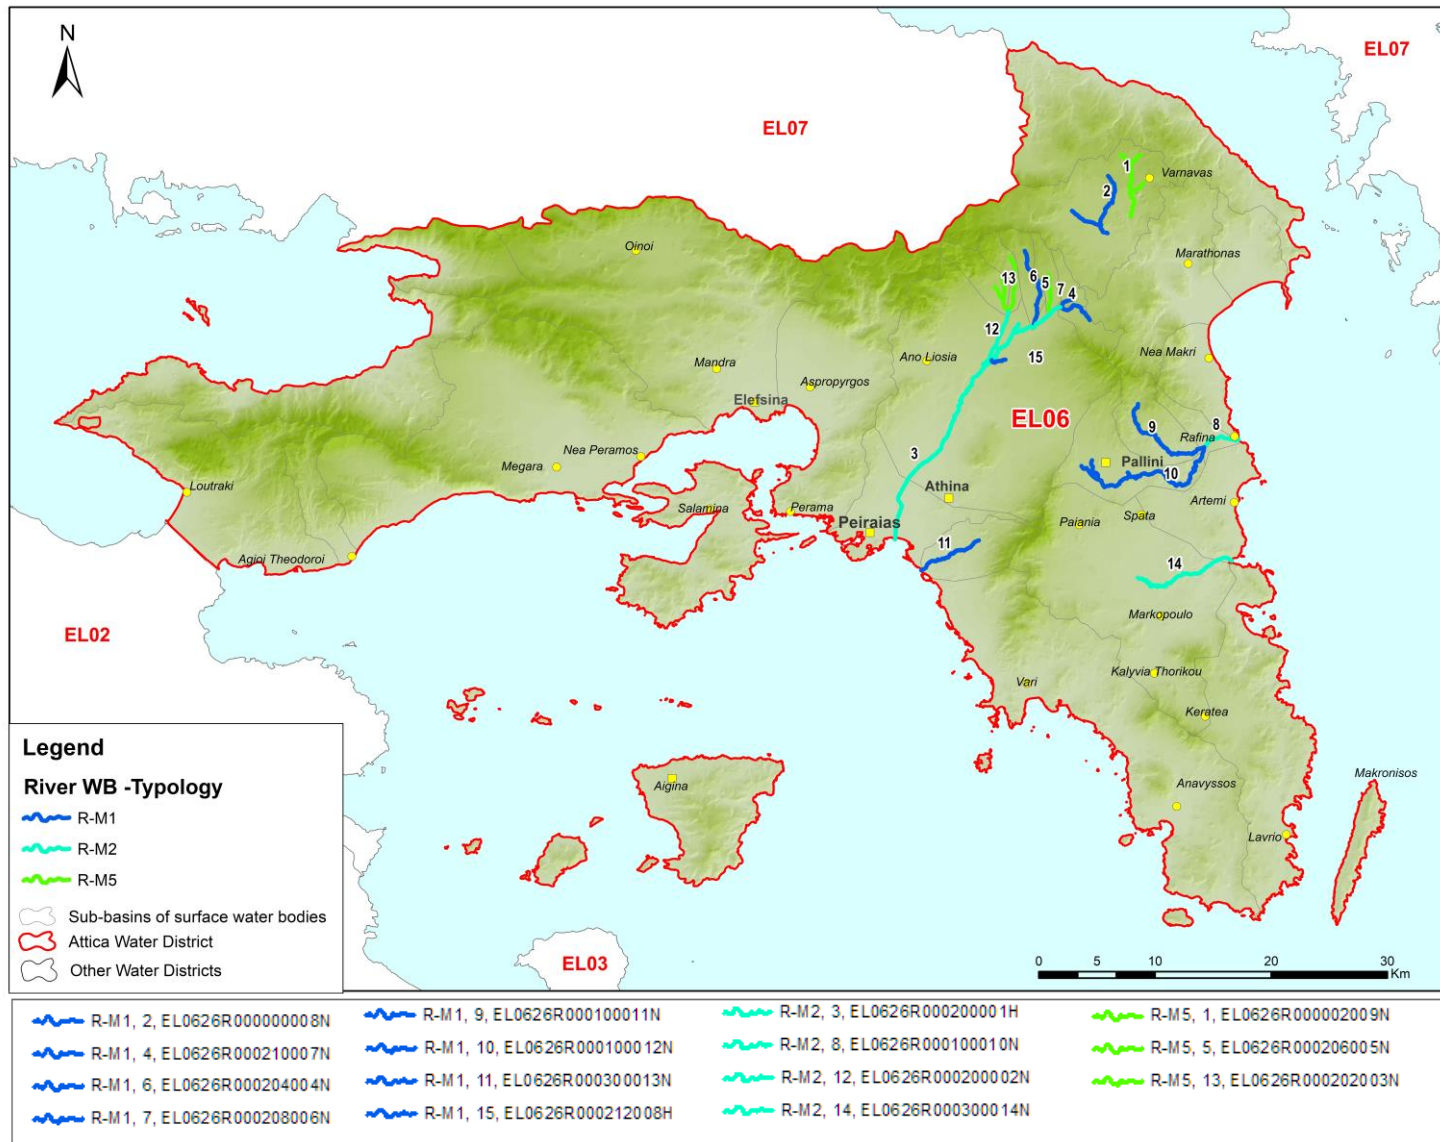 N
EL07
EL07
1
Varnavas
2
Oinoi
Marathonas
13
6
5
7
4
12
15
Ano Liosia
Nea Makri
Mandra
Aspropyrgos
Elefsina
EL06
9
8
Rafina
Nea Peramos
Megara
3
Pallini
10
Loutraki
Athina
Artemi
Salamina
Perama
Peiraias
Paiania
Spata
11
Agioi Theodoroi
14
Markopoulo
EL02
Kalyvia Thorikou
Vari
Keratea
Legend
River WB -Typology
R-M1
R-M2
R-M5
Sub-basins of surface water bodies
Attica Water District
Other Water Districts
Aigina
Anavyssos
Makronisos
Lavrio
EL03
0 5 10 20 30
Km
R-M1, 2, EL0626R000000008N
R-M1, 4, EL0626R000210007N
R-M1, 6, EL0626R000204004N
R-M1, 7, EL0626R000208006N
R-M1, 9, EL0626R000100011N
R-M1, 10, EL0626R000100012N
R-M1, 11, EL0626R000300013N
R-M1, 15, EL0626R000212008H
R-M2, 3, EL0626R000200001H
R-M2, 8, EL0626R000100010N
R-M2, 12, EL0626R000200002N
R-M2, 14, EL0626R000300014N
R-M5, 1, EL0626R000002009N
R-M5, 5, EL0626R000206005N
R-M5, 13, EL0626R000202003N